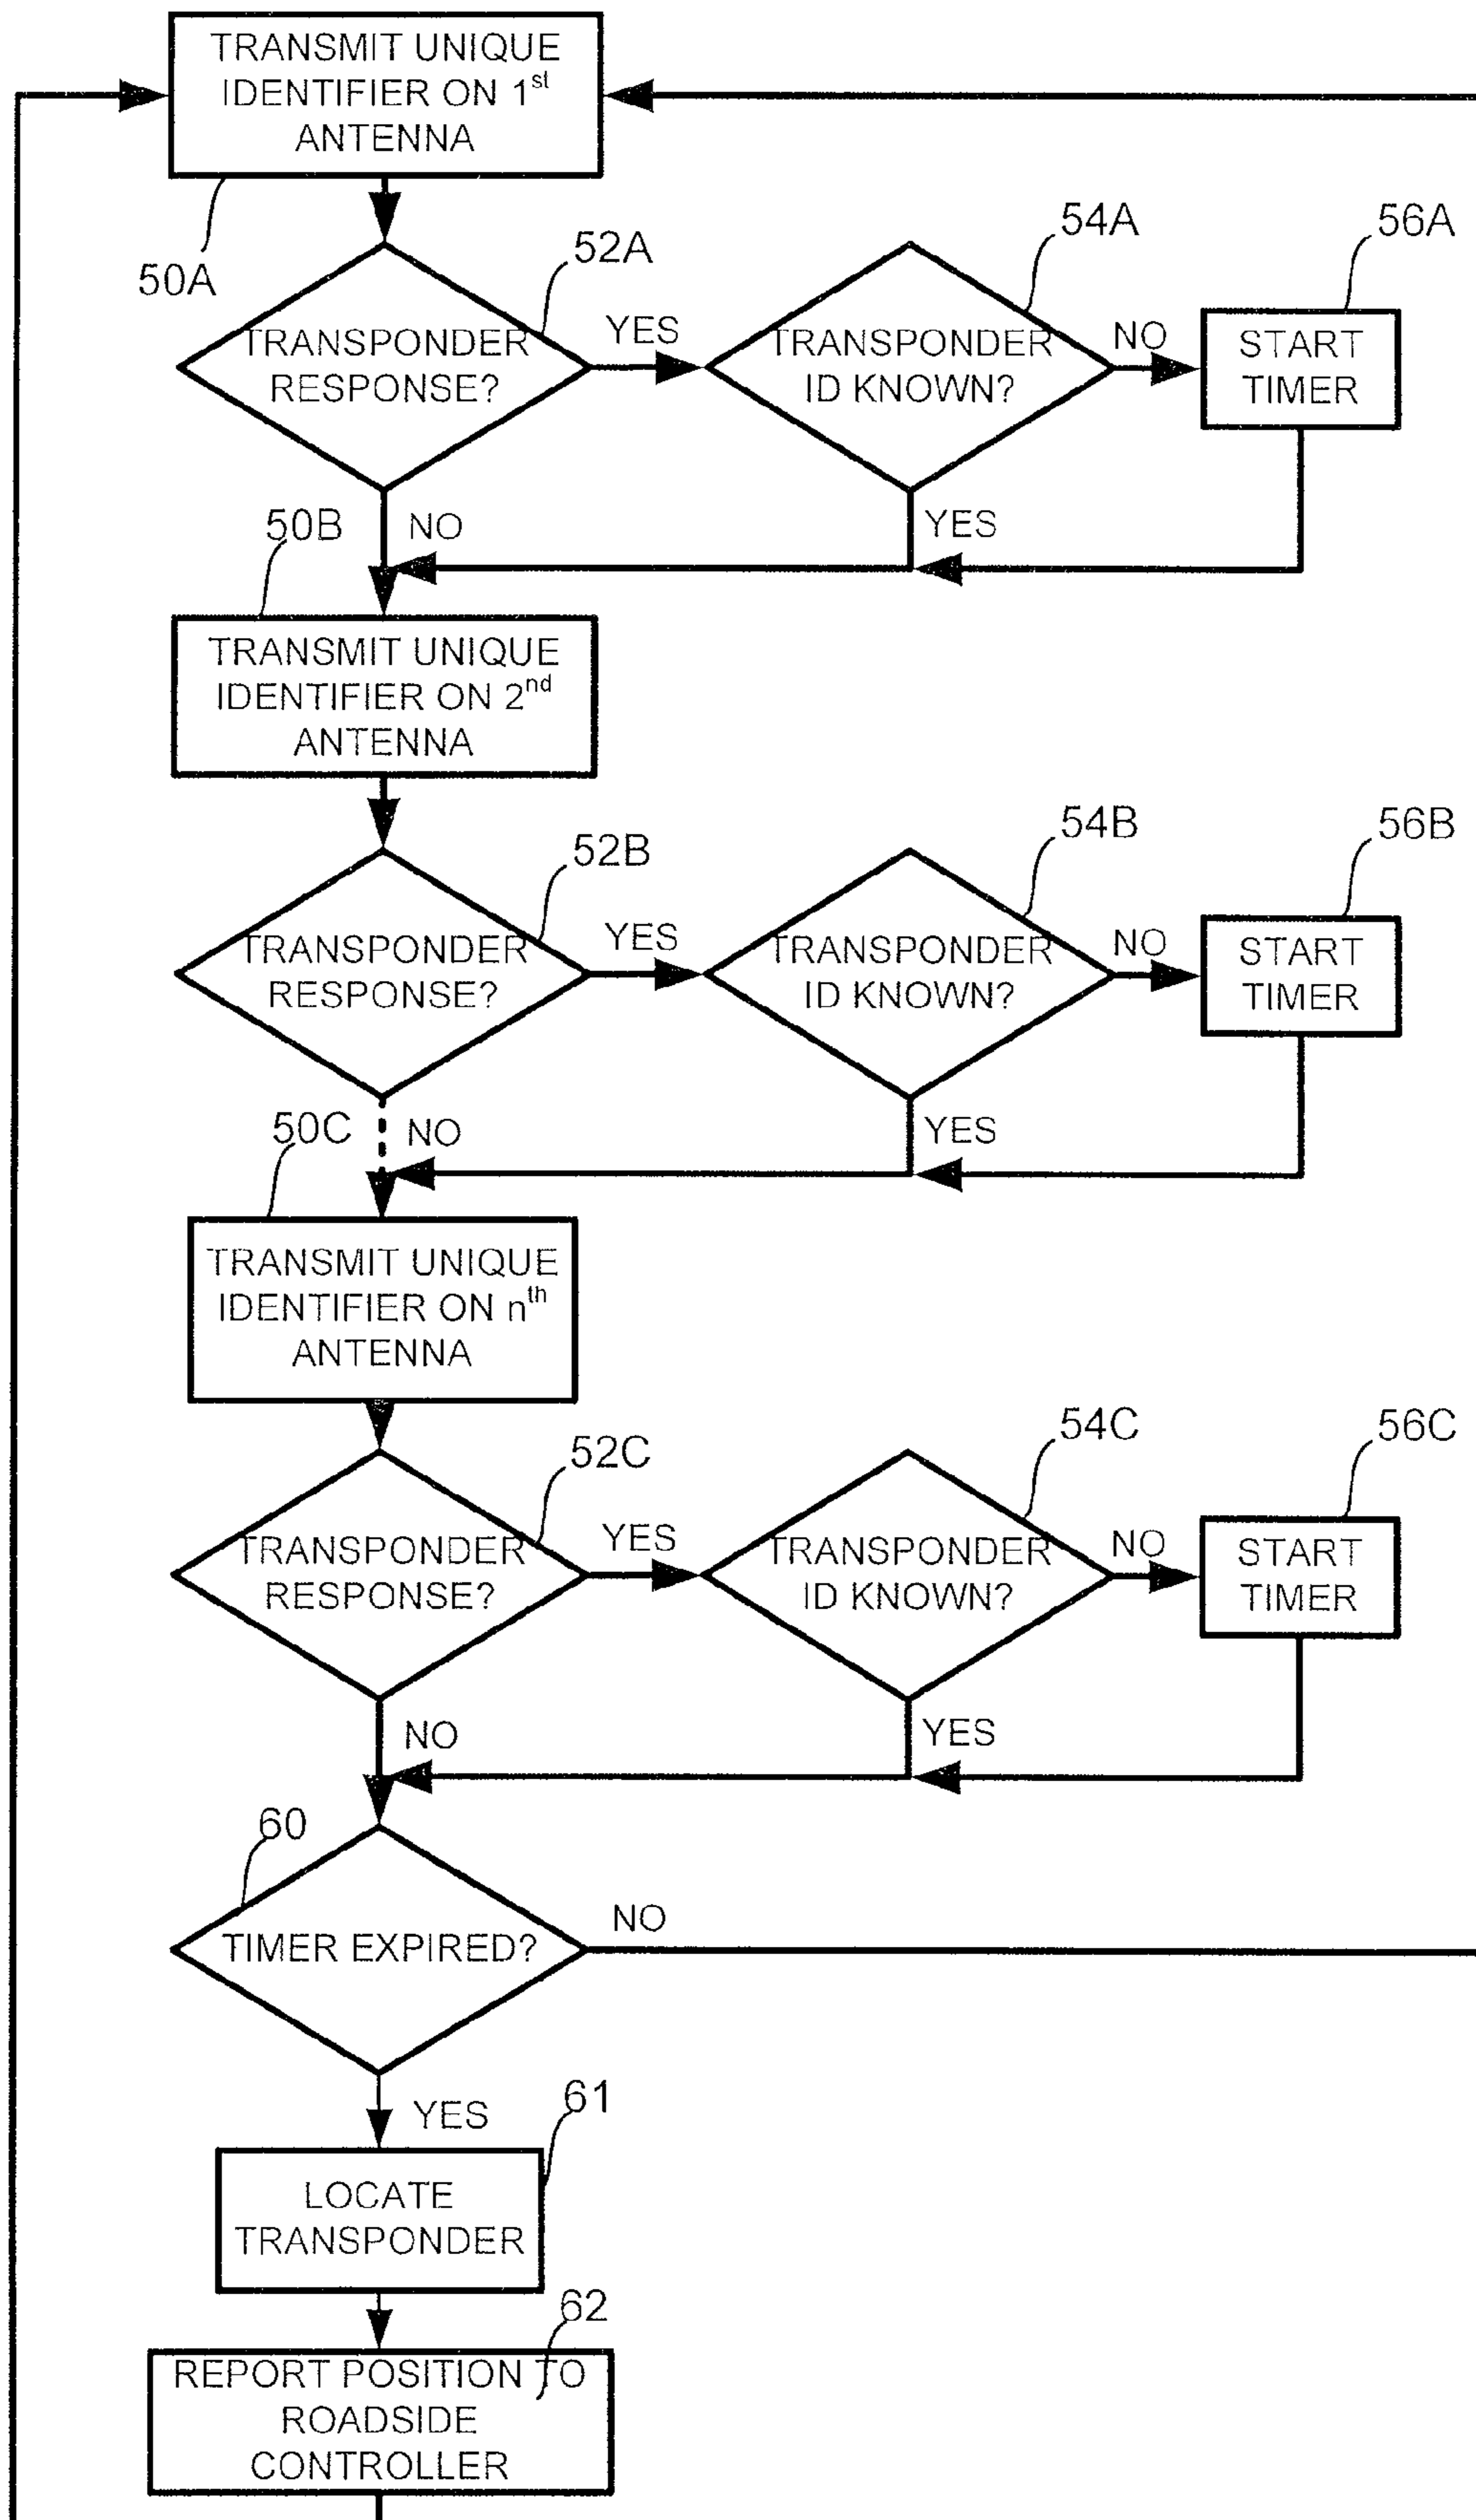 TRANSMIT UNIQUE
IDENTIFIER ON 1st
ANTENNA
50A
52A
54A
56A
TRANSPONDER
RESPONSE?
YES
TRANSPONDER
ID KNOWN?
NO
START
TIMER
50B
NO
YES
TRANSMIT UNIQUE
IDENTIFIER ON 2nd
ANTENNA
52B
54B
56B
TRANSPONDER
RESPONSE?
YES
TRANSPONDER
ID KNOWN?
NO
START
TIMER
50C
NO
YES
TRANSMIT UNIQUE
IDENTIFIER ON nth
ANTENNA
52C
54C
56C
TRANSPONDER
RESPONSE?
YES
TRANSPONDER
ID KNOWN?
NO
START
TIMER
NO
YES
60
TIMER EXPIRED?
NO
YES
61
LOCATE
TRANSPONDER
62
REPORT POSITION TO
ROADSIDE
CONTROLLER